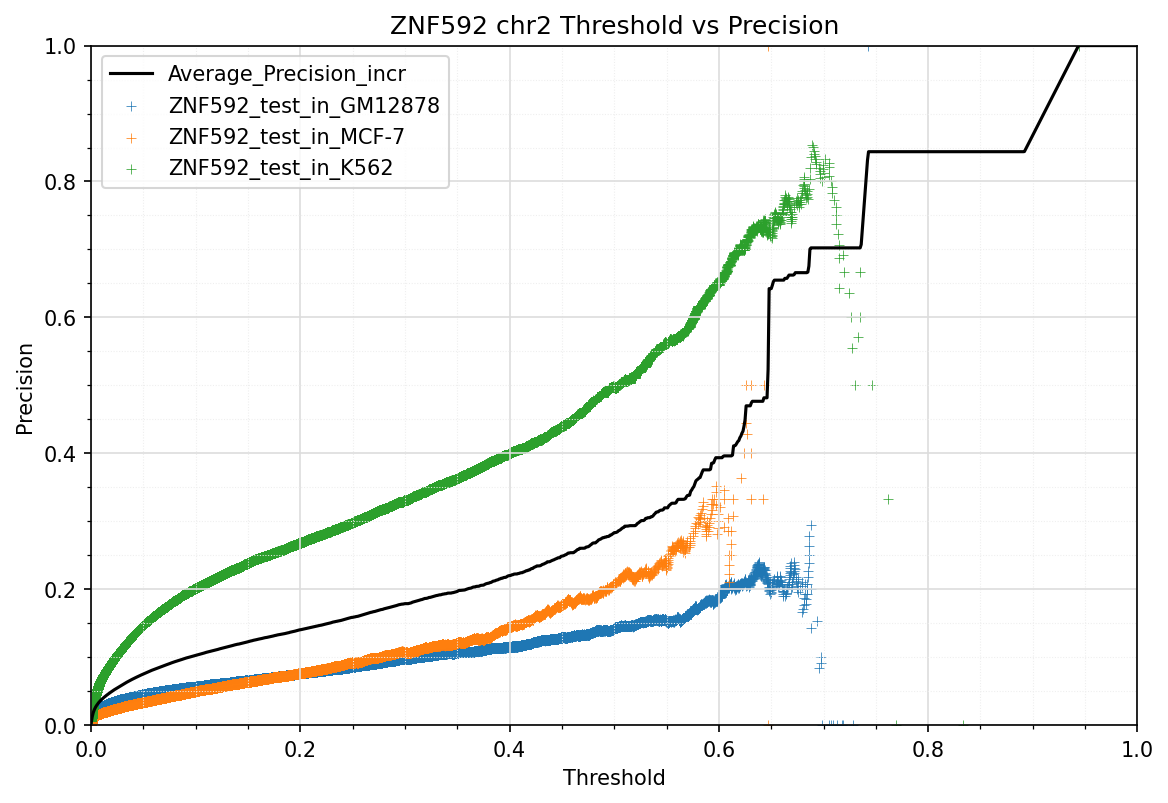 ZNF592 chr2 Threshold vs Precision
1.0
0.8
0.6
0.4
0.2
0.0
Precision
Average_Precision_incr
ZNF592_test_in_GM12878
ZNF592_test_in_MCF-7
ZNF592_test_in_K562
0.0 0.2 0.4 0.6 0.8 1.0
Threshold